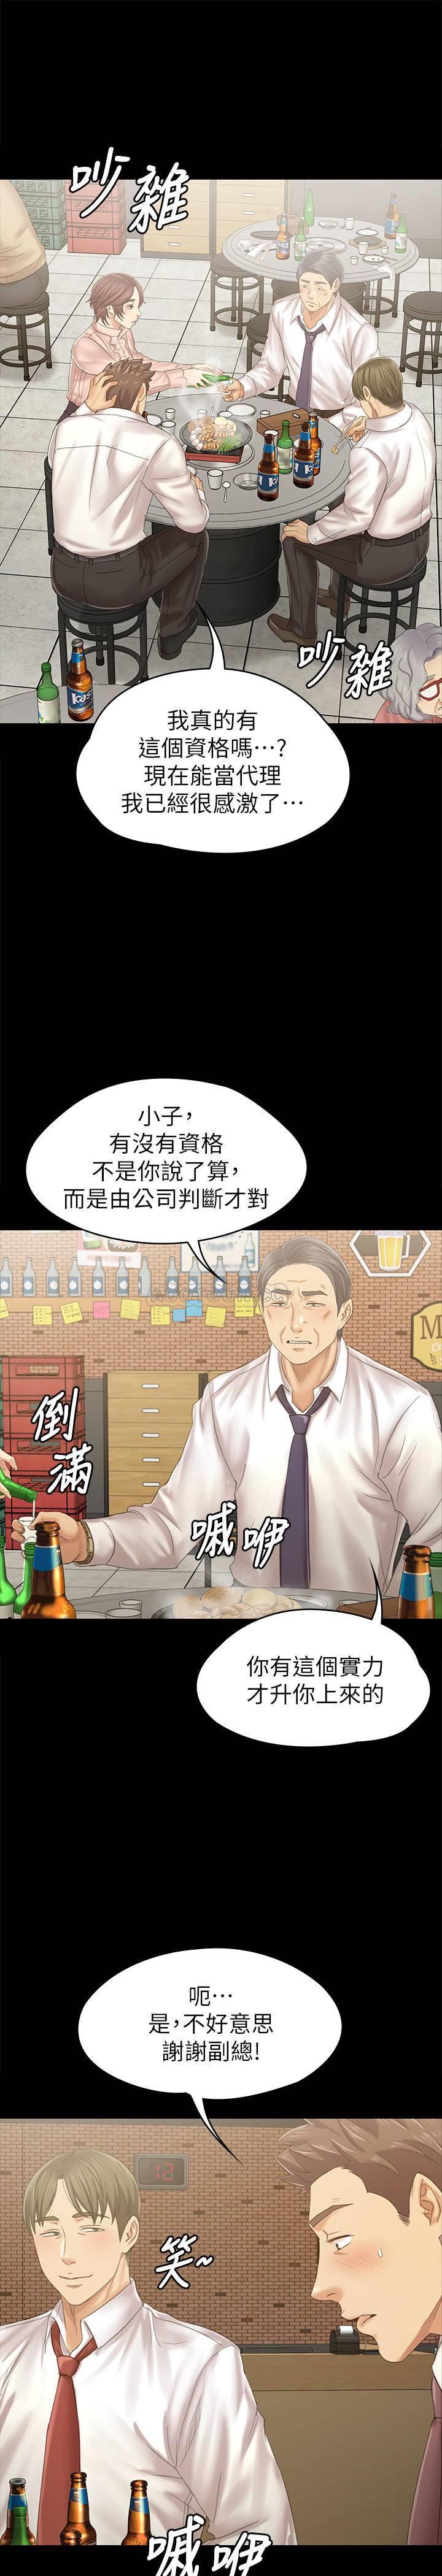 吵雜
吵雜
我真的有
這個資格嗎…?
現在能當代理
我已經很感激了…
小子,
有沒有資格
不是你說了算,
而是由公司判斷才對
M
倒滿
嘁咿
你有這個實力
才升你上來的
呃…
是,不好意思
謝謝副總!
18
笑~
嘁咿